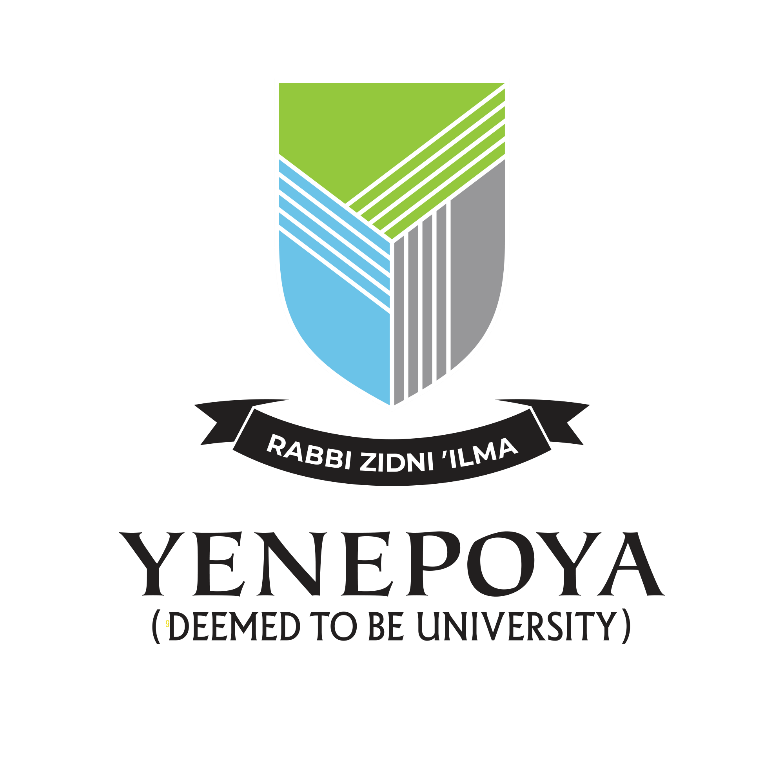 RABBI ZIDNI 'ILMA
YENEPOYA
(DEEMED TO BE UNIVERSITY)